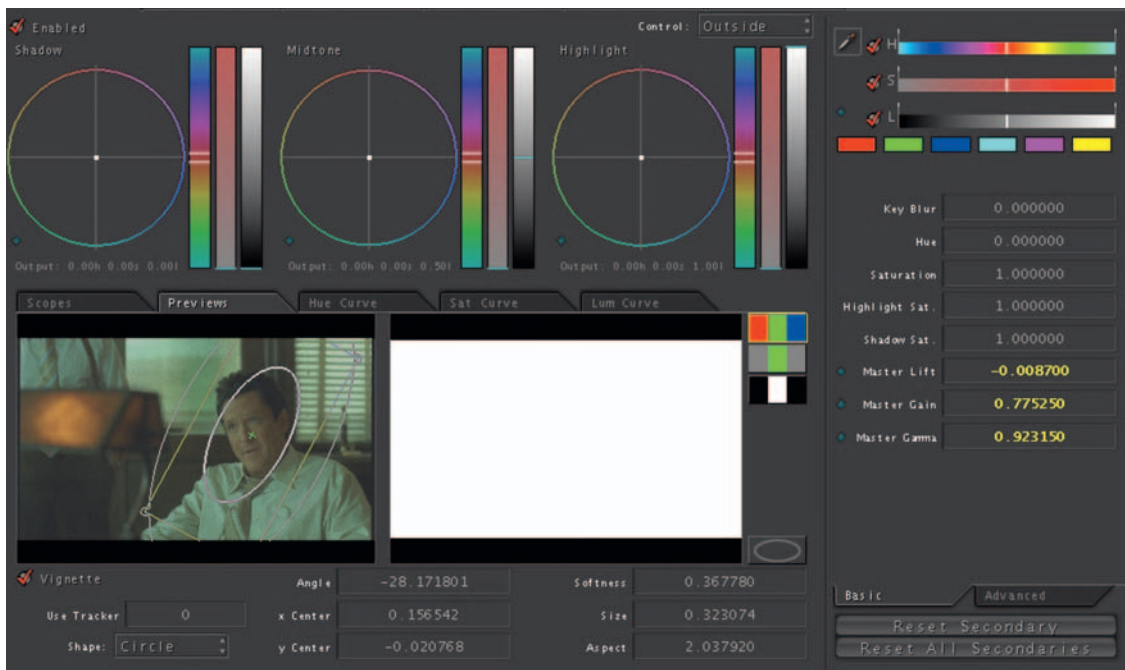 Enabled
Control: Outside
Shadow
Midtone
Highlight
H
S
L
Output: 0.00h 0.00s 0.00l
Output: 0.00h 0.00s 0.50l
Output: 0.00h 0.00s 1.00l
Key Blur 0.000000
Hue 0.000000
Saturation 1.000000
Highlight Sat. 1.000000
Shadow Sat. 1.000000
Master Lift -0.008700
Master Gain 0.775250
Master Gamma 0.923150
Scopes
Previews
Hue Curve
Sat Curve
Lum Curve
Vignette
Use Tracker 0
Shape: Circle
Angle -28.171801
x Center 0.156542
y Center -0.020768
Softness 0.367780
Size 0.323074
Aspect 2.037920
Basic
Advanced
Reset Secondary
Reset All Secondaries